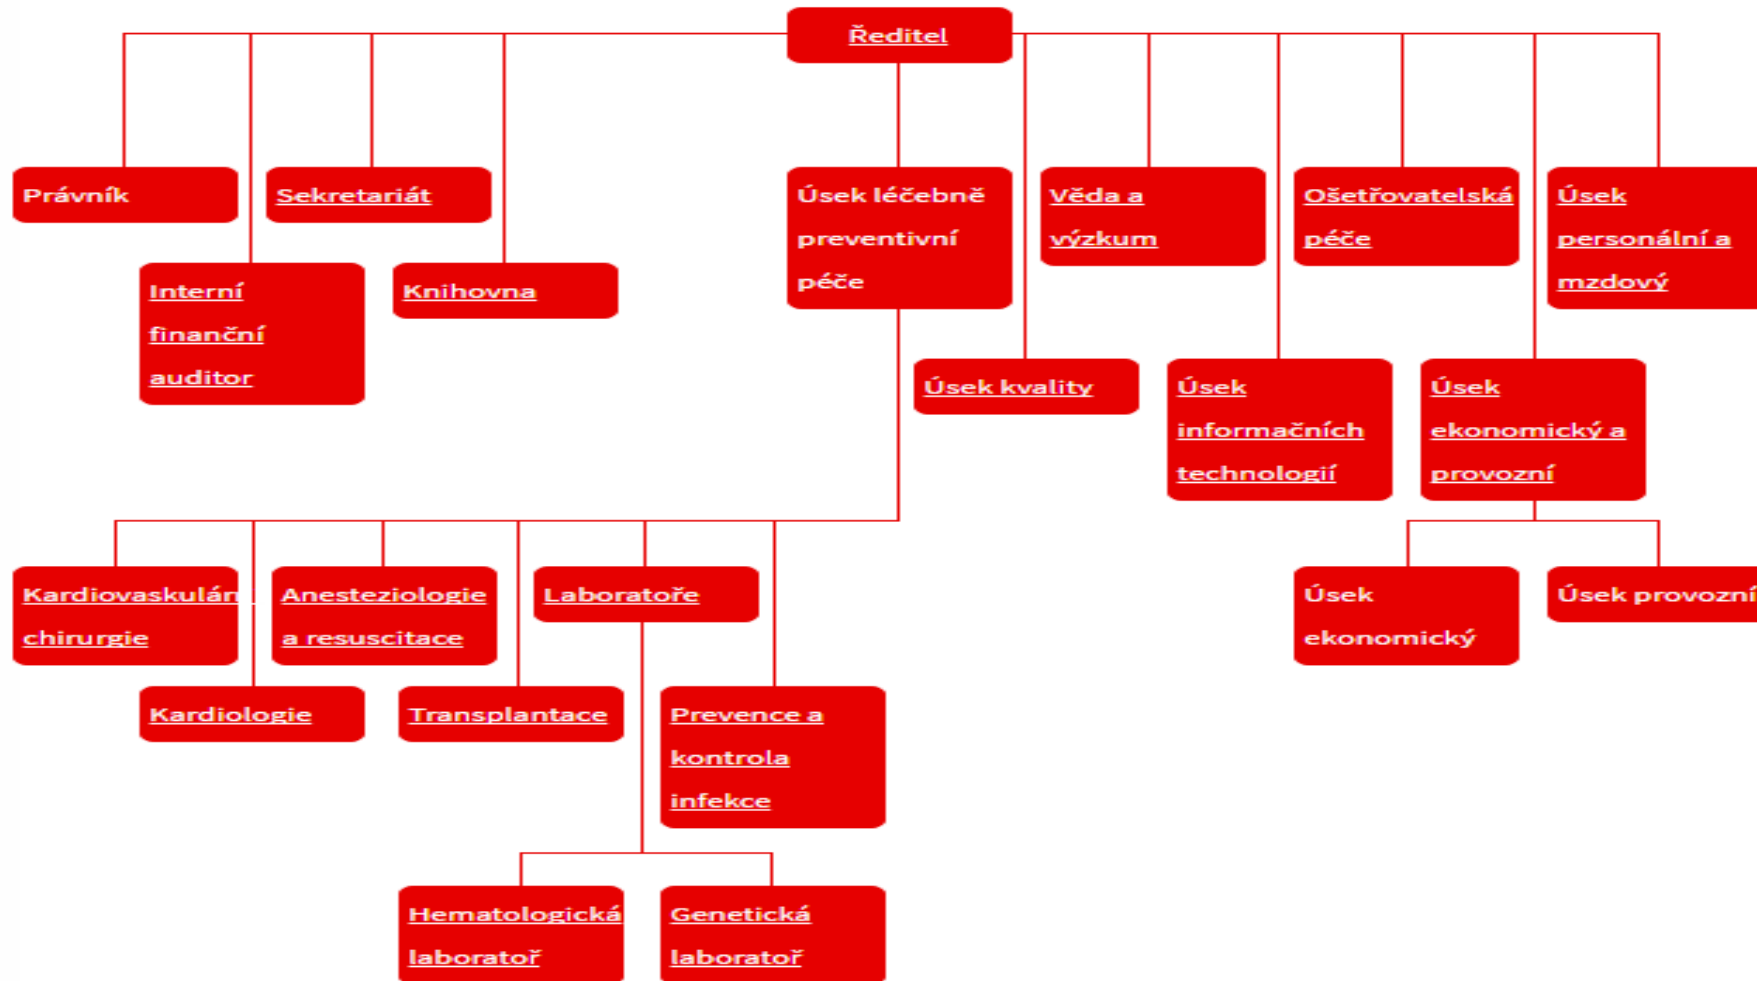 Ředitel
Právník
Sekretariát
Úsek léčebně
preventivní
péče
Věda a
výzkum
Ošetřovatelská
péče
Úsek
personální a
mzdový
Interní
finanční
auditor
Knihovna
Úsek kvality
Úsek
informačních
technologií
Úsek
ekonomický a
provozní
Kardiovaskulární
chirurgie
Anesteziologie
a resuscitace
Laboratoře
Úsek
ekonomický
Úsek provozní
Kardiologie
Transplantace
Prevence a
kontrola
infekce
Hematologická
laboratoř
Genetická
laboratoř